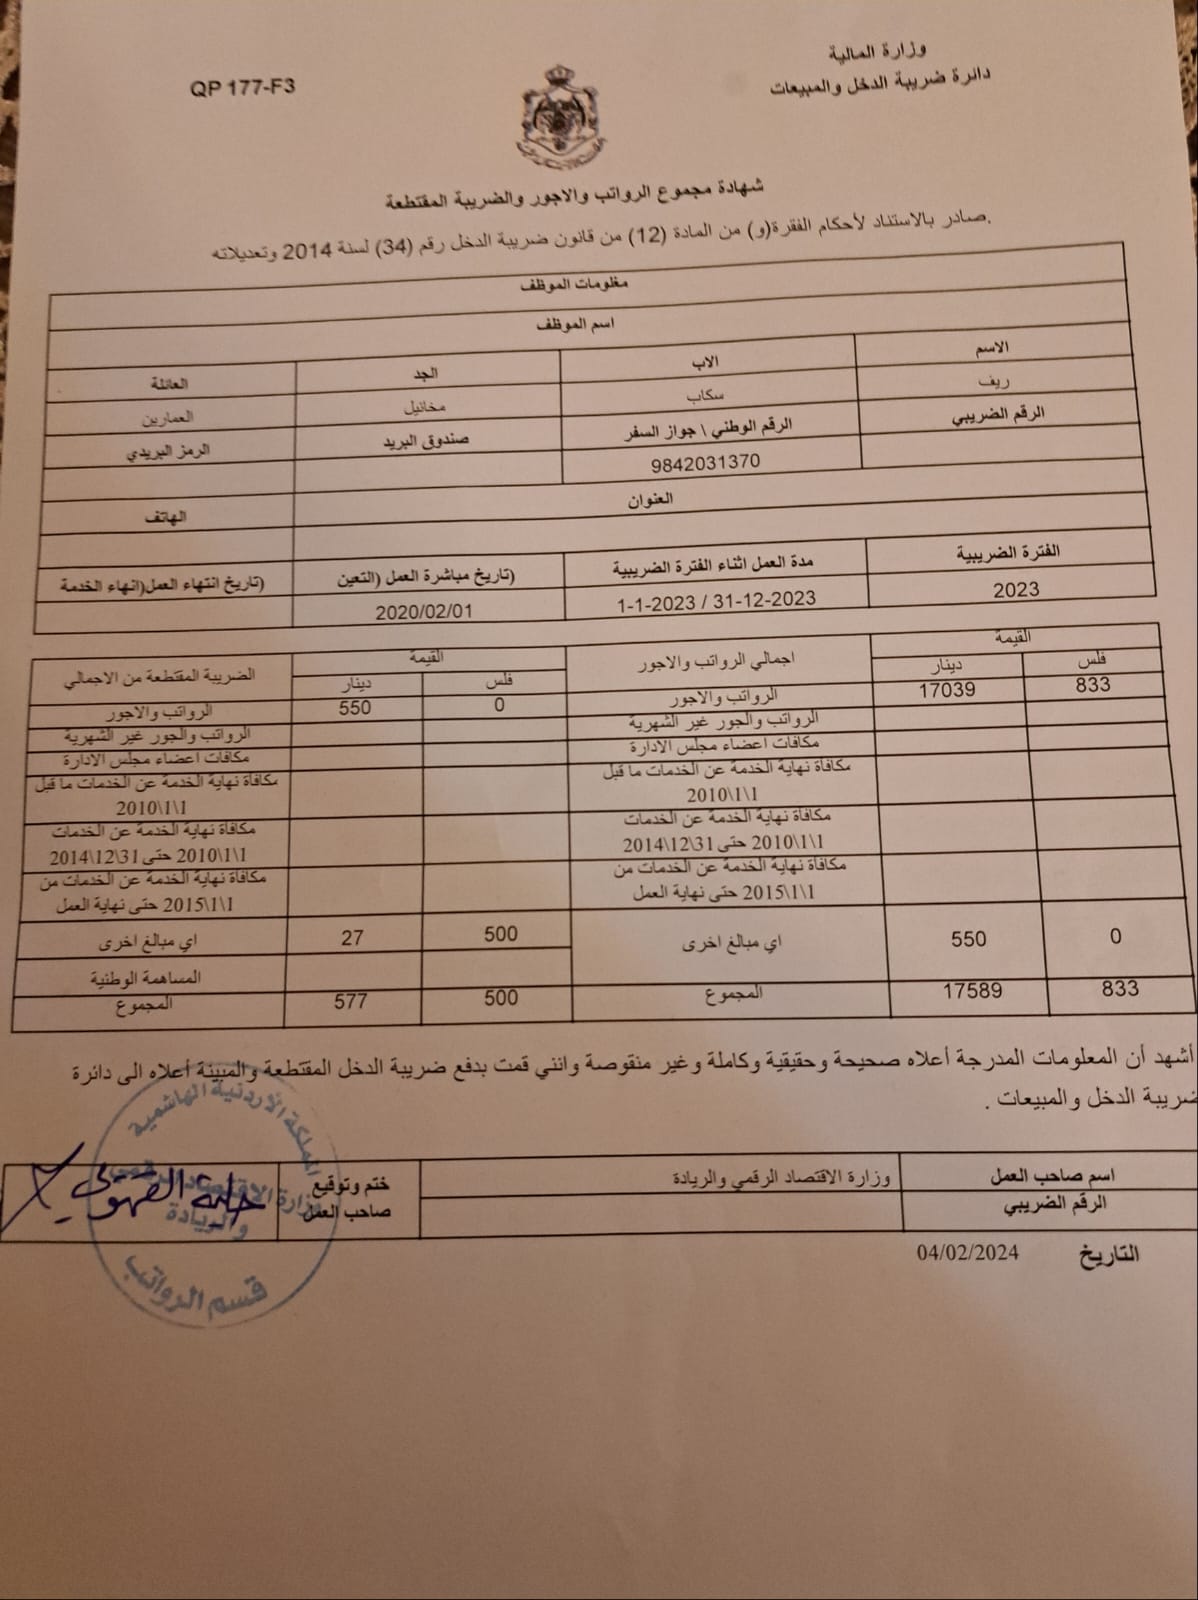 وزارة المالية
دائرة ضريبة الدخل والمبيعات
QP 177-F3
شهادة مجموع الرواتب والاجور والضريبة المقتطعة
صادر بالاستناد لأحكام الفقرة(و) من المادة (12) من قانون ضريبة الدخل رقم (34) لسنة 2014 وتعديلاته.
معلومات الموظف
اسم الموظف
الاسم الاب الجد العائلة
ريف سكاب مخائيل العمارين
الرقم الضريبي الرقم الوطني \ جواز السفر صندوق البريد الرمز البريدي
9842031370
العنوان الهاتف
الفترة الضريبية مدة العمل اثناء الفترة الضريبية (تاريخ مباشرة العمل (التعين (تاريخ انتهاء العمل(انهاء الخدمة
2023 1-1-2023 / 31-12-2023 2020/02/01
القيمة اجمالي الرواتب والاجور القيمة الضريبة المقتطعة من الاجمالي
فلس دينار فلس دينار
833 17039 الرواتب والاجور 0 550 الرواتب والاجور
الرواتب والجور غير الشهرية الرواتب والجور غير الشهرية
مكافات اعضاء مجلس الادارة مكافات اعضاء مجلس الادارة
مكافاة نهاية الخدمة عن الخدمات ما قبل 1\1\2010 مكافاة نهاية الخدمة عن الخدمات ما قبل 1\1\2010
مكافاة نهاية الخدمة عن الخدمات 1\1\2010 حتى 31\12\2014 مكافاة نهاية الخدمة عن الخدمات 1\1\2010 حتى 31\12\2014
مكافاة نهاية الخدمة عن الخدمات من 1\1\2015 حتى نهاية العمل مكافاة نهاية الخدمة عن الخدمات من 1\1\2015 حتى نهاية العمل
0 550 اي مبالغ اخرى 500 27 اي مبالغ اخرى
المساهمة الوطنية
833 17589 المجموع 500 577 المجموع
أشهد أن المعلومات المدرجة أعلاه صحيحة وحقيقية وكاملة وغير منقوصة وانني قمت بدفع ضريبة الدخل المقتطعة والمبينة أعلاه الى دائرة
ضريبة الدخل والمبيعات .
اسم صاحب العمل وزارة الاقتصاد الرقمي والريادة ختم وتوقيع
الرقم الضريبي صاحب العمل
المملكة الأردنية الهاشمية
وزارة الاقتصاد الرقمي
والريادة
قسم الرواتب
التاريخ 04/02/2024